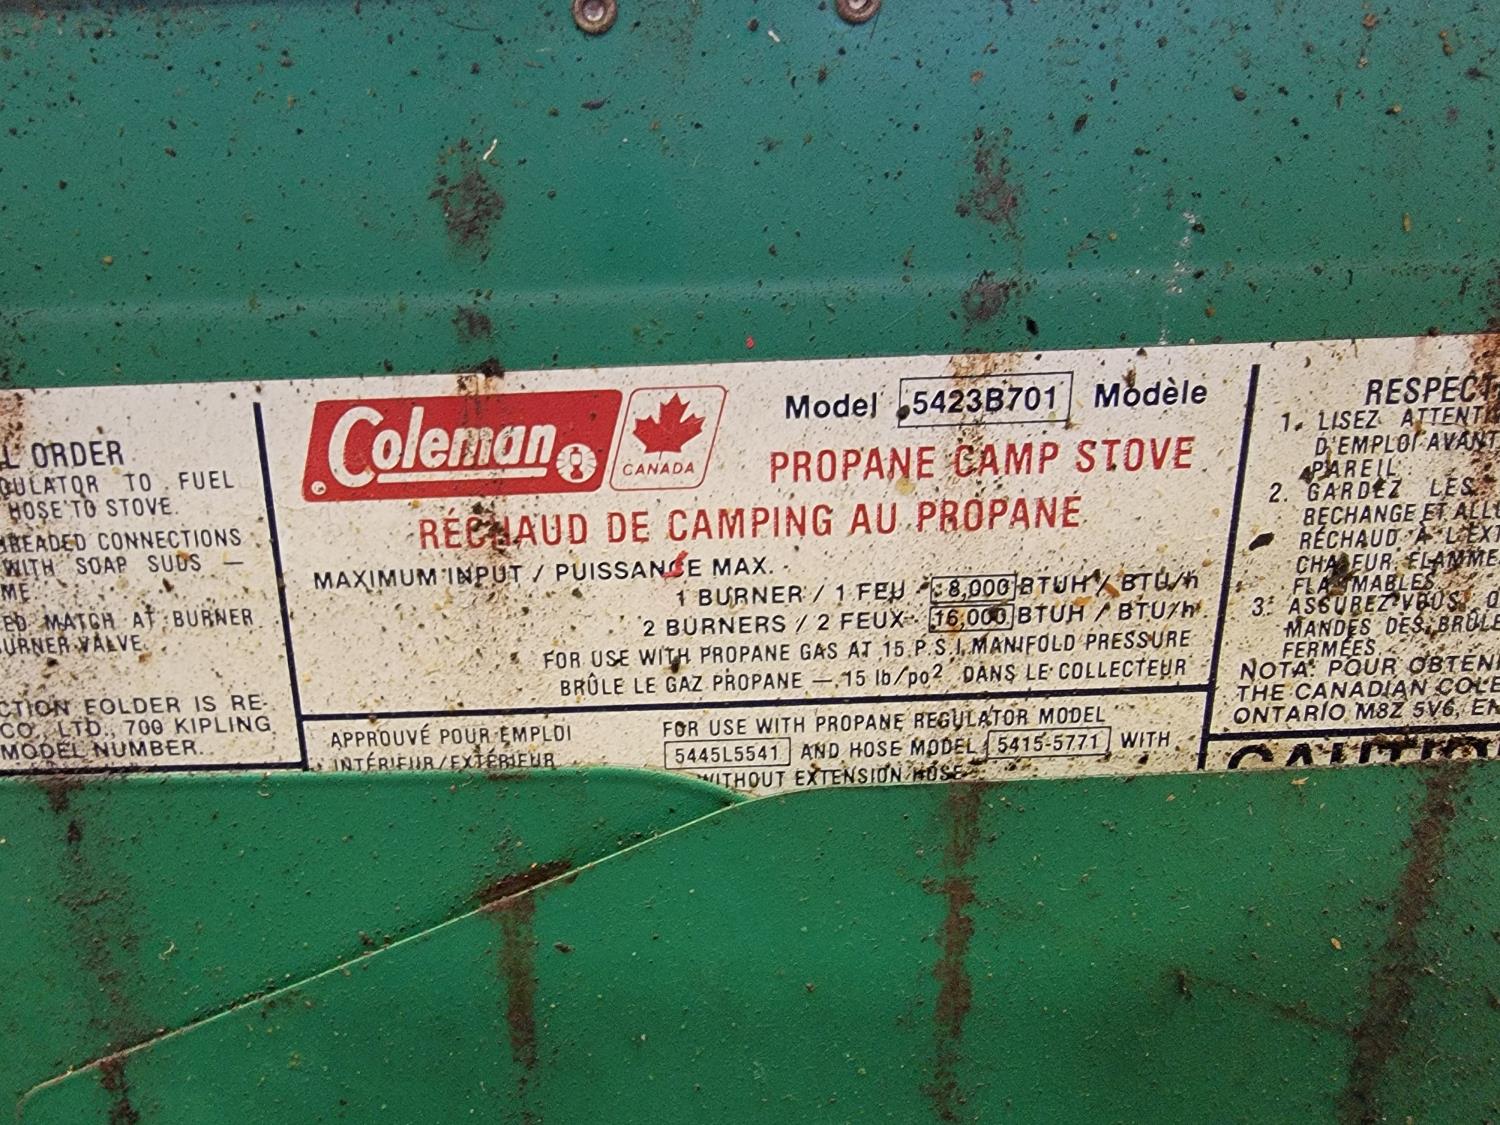 L ORDER
ULATOR TO FUEL
HOSE TO STOVE.
READED CONNECTIONS
WITH SOAP SUDS —
ME
ED MATCH AT BURNER
URNER VALVE.
CTION FOLDER IS RE-
CO. LTD., 700 KIPLING
MODEL NUMBER.
Coleman
CANADA
Model 5423B701 Modèle
PROPANE CAMP STOVE
RÉCHAUD DE CAMPING AU PROPANE
MAXIMUM INPUT / PUISSANCE MAX.
1 BURNER / 1 FEU 8,000 BTUH / BTU/h
2 BURNERS / 2 FEUX 16,000 BTUH / BTU/h
FOR USE WITH PROPANE GAS AT 15 P.S.I. MANIFOLD PRESSURE
BRÛLE LE GAZ PROPANE — 15 lb/po² DANS LE COLLECTEUR
APPROUVÉ POUR EMPLOI
INTÉRIEUR/EXTÉRIEUR
FOR USE WITH PROPANE REGULATOR MODEL
5445L5541 AND HOSE MODEL 5415-5771 WITH
WITHOUT EXTENSION HOSE
RESPECT
1. LISEZ ATTENTI
D'EMPLOI AVANT
PAREIL.
2. GARDEZ LES
RECHANGE ET ALLU
RÉCHAUD À L'EXT
CHALEUR, FLAMME
FLAMMABLES.
3. ASSUREZ-VOUS Q
MANDES DES BRÛLE
FERMÉES.
NOTA: POUR OBTENI
THE CANADIAN COLE
ONTARIO M8Z 5V6, EN
CAUTION